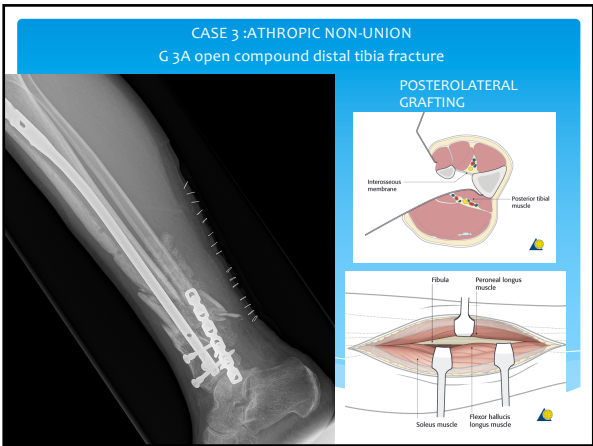 CASE 3 :ATHROPIC NON-UNION
G 3A open compound distal tibia fracture
POSTEROLATERAL
GRAFTING
Interosseous
membrane
Posterior tibial
muscle
Fibula
Peroneal longus
muscle
Soleus muscle
Flexor hallucis
longus muscle